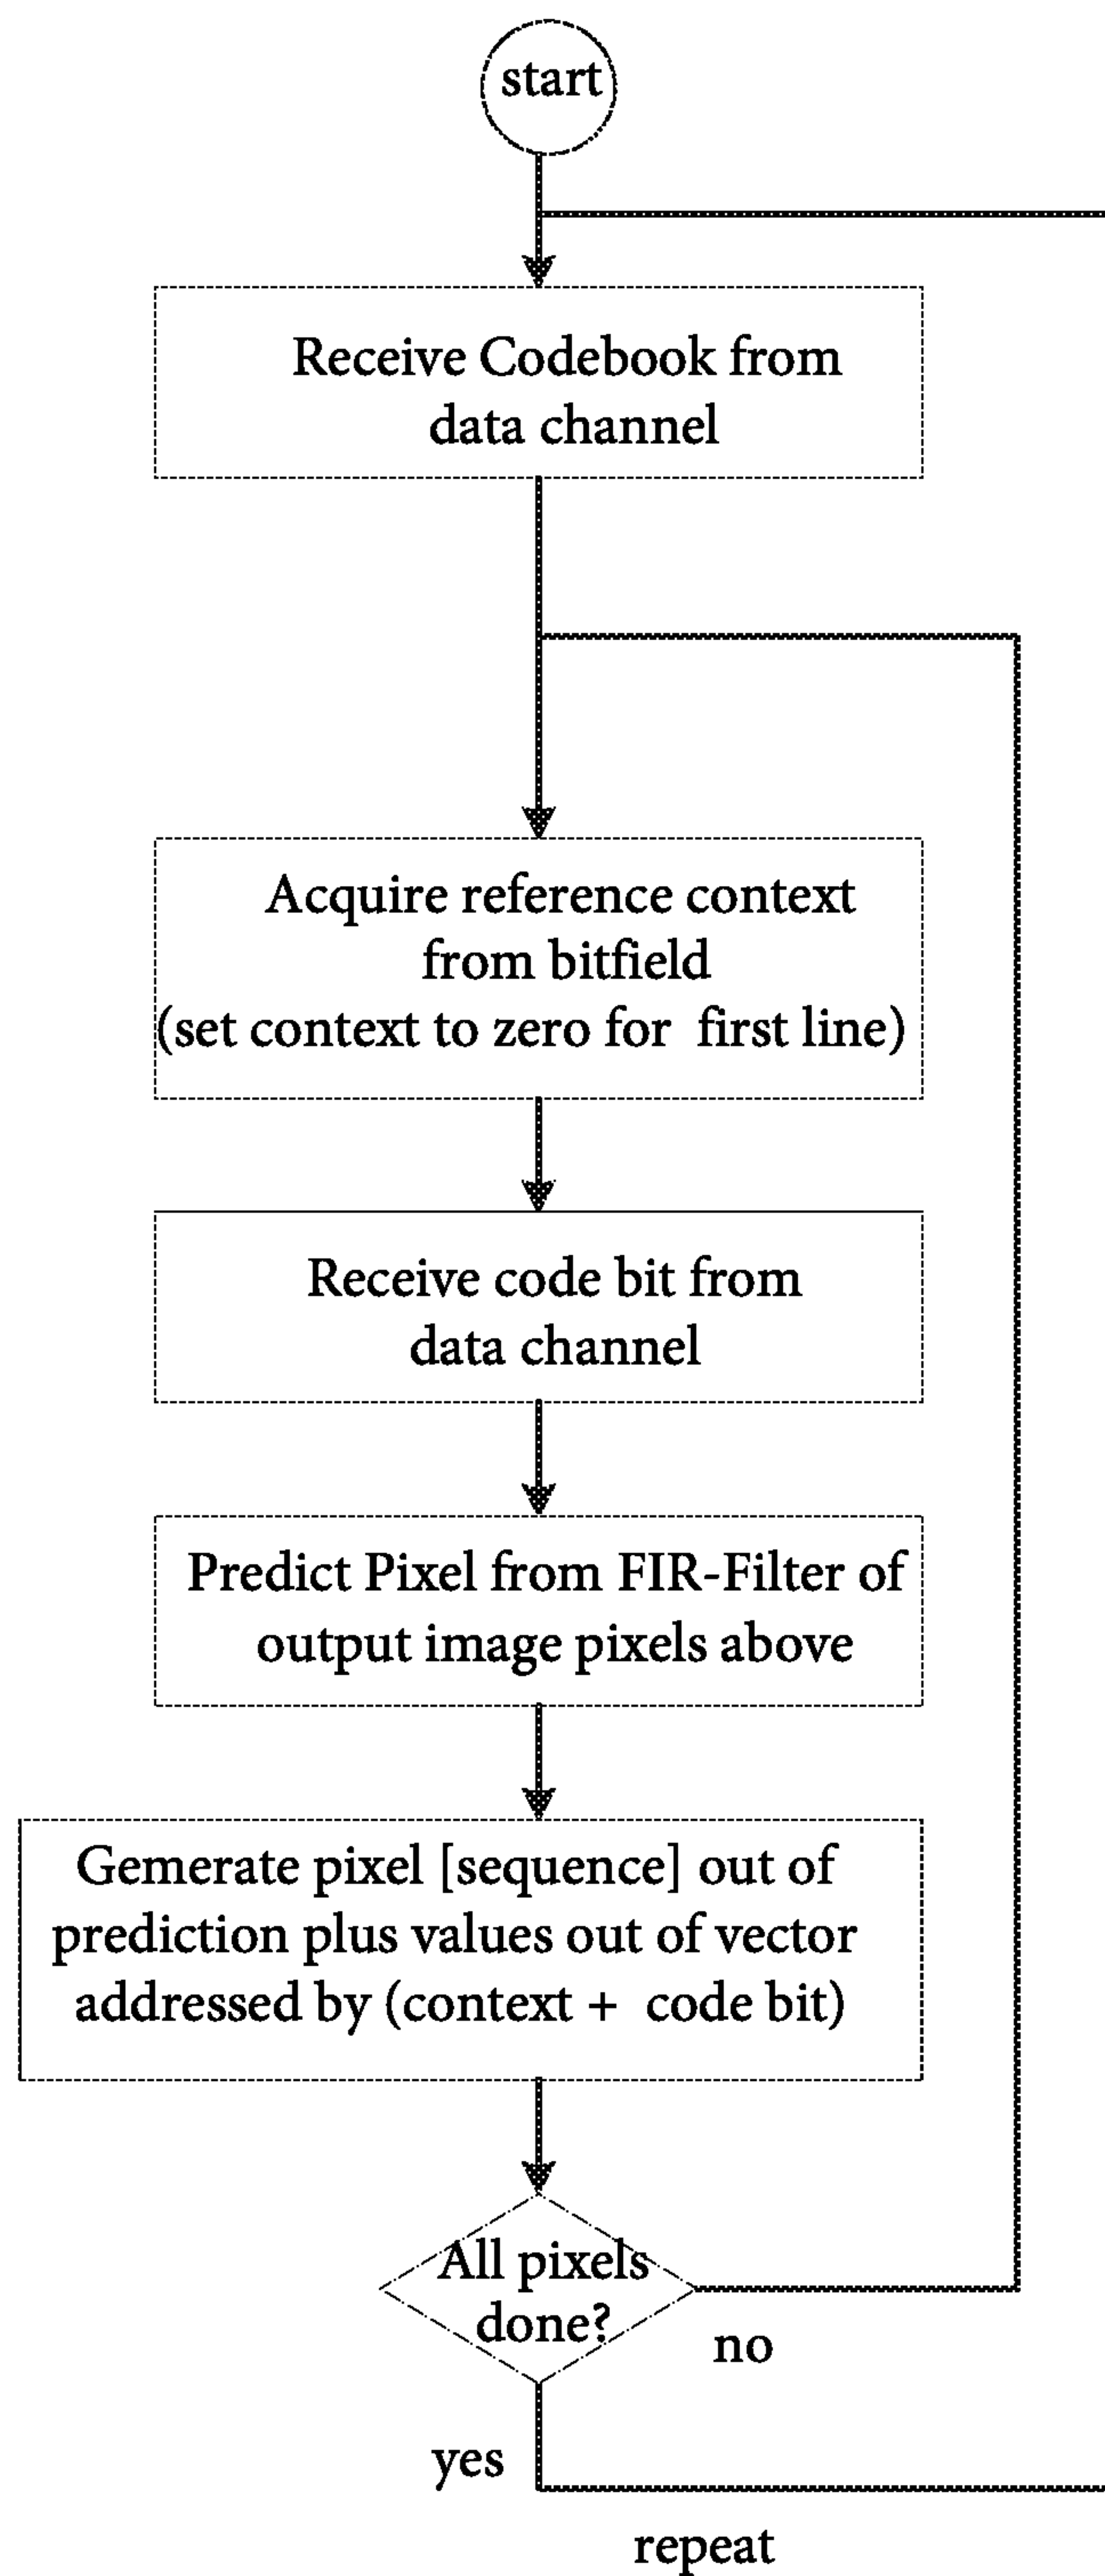 start
Receive Codebook from
data channel
Acquire reference context
from bitfield
(set context to zero for first line)
Receive code bit from
data channel
Predict Pixel from FIR-Filter of
output image pixels above
Gemerate pixel [sequence] out of
prediction plus values out of vector
addressed by (context + code bit)
All pixels
done?
no
yes
repeat